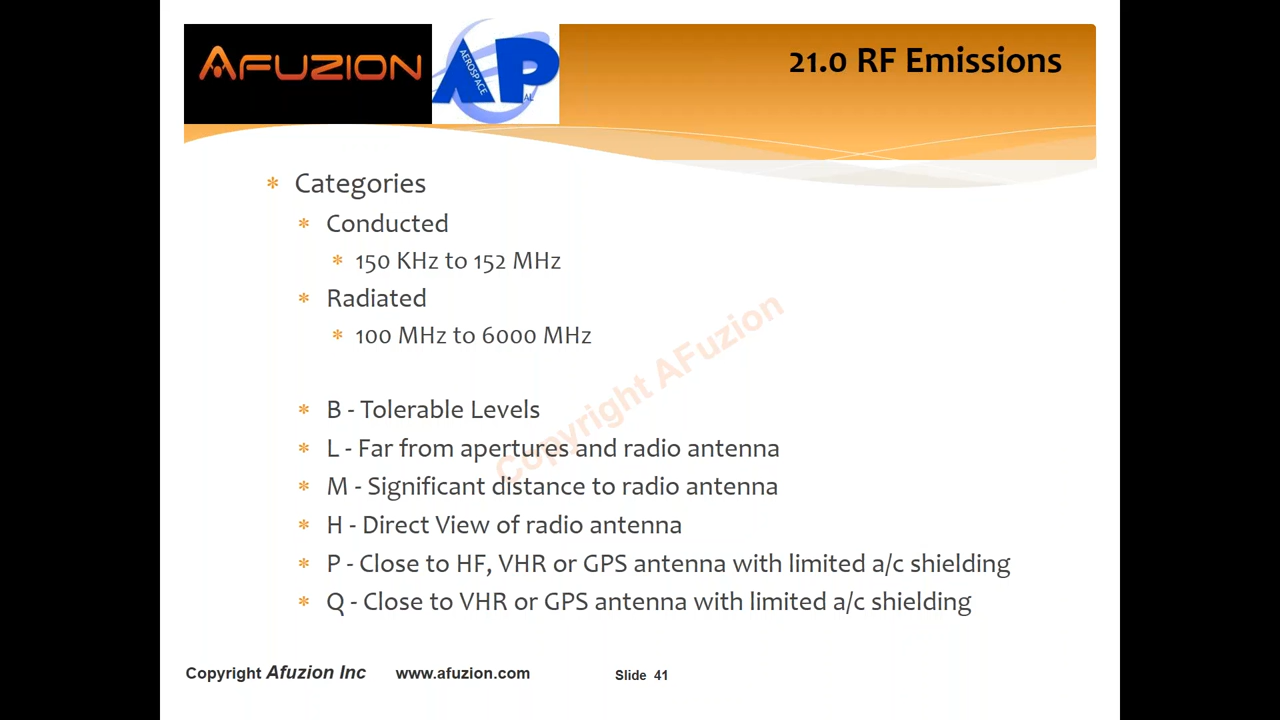 AFUZION
AEROSPACE
AP
AL
21.0 RF Emissions
Categories
Conducted
150 KHz to 152 MHz
Radiated
100 MHz to 6000 MHz
B - Tolerable Levels
L - Far from apertures and radio antenna
M - Significant distance to radio antenna
H - Direct View of radio antenna
P - Close to HF, VHR or GPS antenna with limited a/c shielding
Q - Close to VHR or GPS antenna with limited a/c shielding
Copyright AFuzion
Copyright Afuzion Inc www.afuzion.com Slide 41